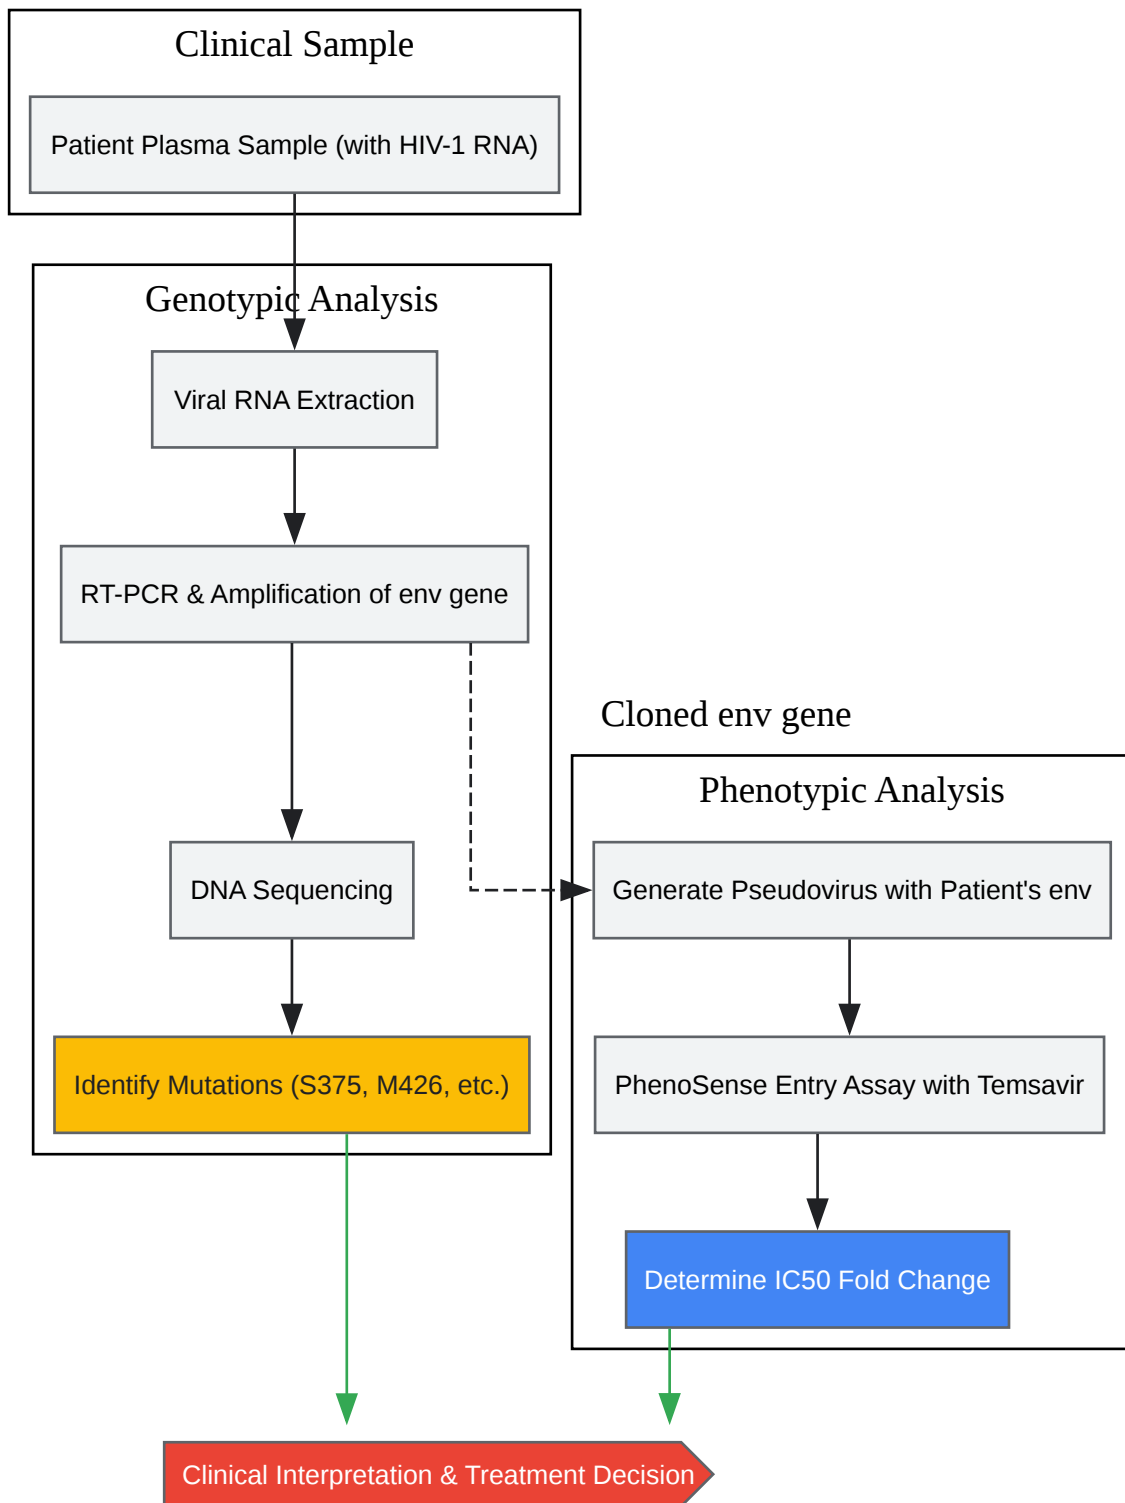 Clinical Sample
Patient Plasma Sample (with HIV-1 RNA)
Genotypic Analysis
Viral RNA Extraction
RT-PCR & Amplification of env gene
Cloned env gene
Phenotypic Analysis
DNA Sequencing
Generate Pseudovirus with Patient's env
Identify Mutations (S375, M426, etc.)
PhenoSense Entry Assay with Temsavir
Determine IC50 Fold Change
Clinical Interpretation & Treatment Decision